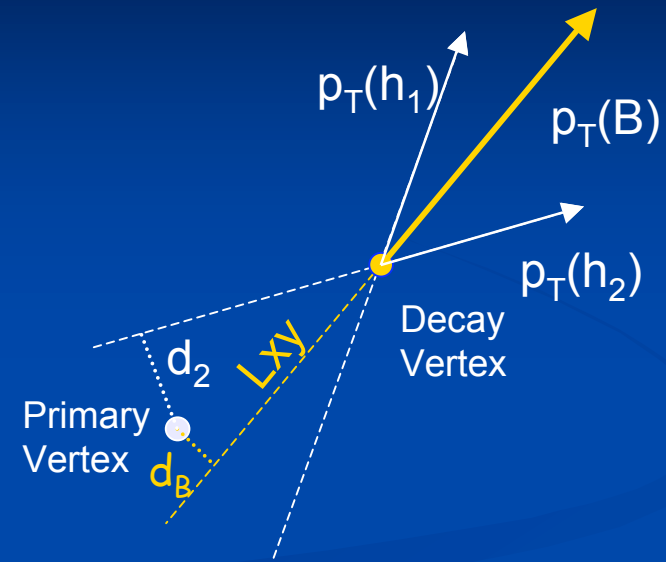 p_T(h_1)
p_T(B)
p_T(h_2)
Decay
Vertex
Lxy
d_2
Primary
Vertex
d_B